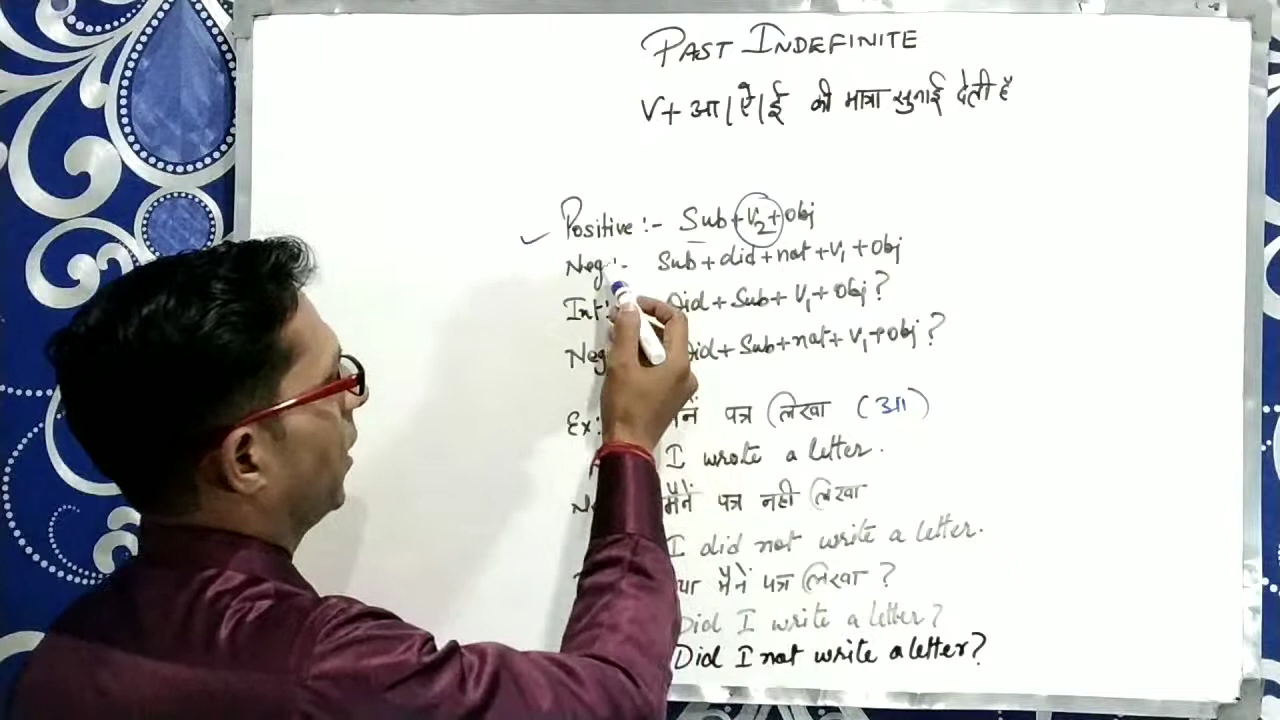 PAST INDEFINITE
V+ आ|ऐ|ई की मात्रा सुनाई देती है
Positive :- Sub+V2+Obj
Neg :- Sub+did+not+V1+Obj
Int :- Did+Sub+V1+Obj?
Neg Did+Sub+not+V1+Obj?
Ex: पत्र लिखा (आ)
I wrote a letter.
मैनें पत्र नही लिखा
I did not write a letter.
मैनें पत्र लिखा ?
Did I write a letter?
Did I not write a letter?